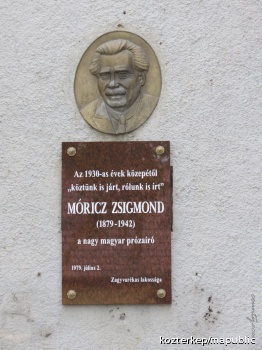 Az 1930-as évek közepétől
„köztünk is járt, rólunk is írt”
MÓRICZ ZSIGMOND
(1879-1942)
a nagy magyar prózaíró
1979. július 2.
Zagyvarékas lakossága
kozterkep/mapublic